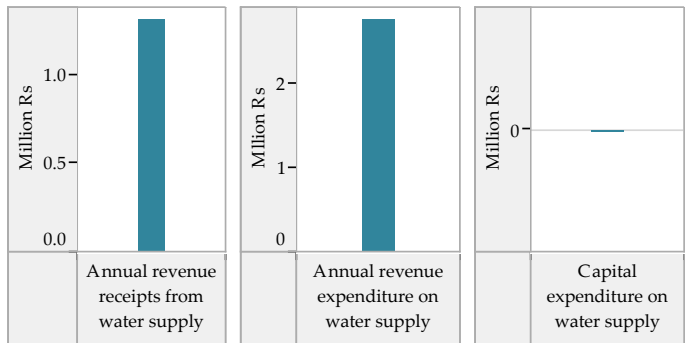 Million Rs
1.0
0.5
0.0
Annual revenue
receipts from
water supply
Mllion Rs
2
1
0
Annual revenue
expenditure on
water supply
Million Rs
0
Capital
expenditure on
water supply